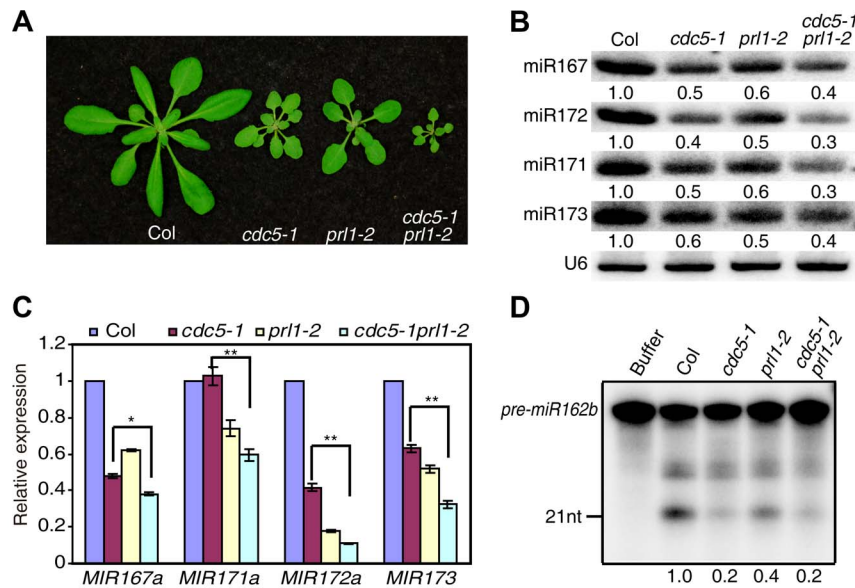 A
Col
cdc5-1
prl1-2
cdc5-1
prl1-2
B
Col
cdc5-1
prl1-2
cdc5-1
prl1-2
miR167
1.0 0.5 0.6 0.4
miR172
1.0 0.4 0.5 0.3
miR171
1.0 0.5 0.6 0.3
miR173
1.0 0.6 0.5 0.4
U6
C
Col cdc5-1 prl1-2 cdc5-1prl1-2
Relative expression
1.2
1
0.8
0.6
0.4
0.2
0
*
**
**
**
MIR167a MIR171a MIR172a MIR173
D
Buffer
Col
cdc5-1
prl1-2
cdc5-1
prl1-2
pre-miR162b
21nt
1.0 0.2 0.4 0.2